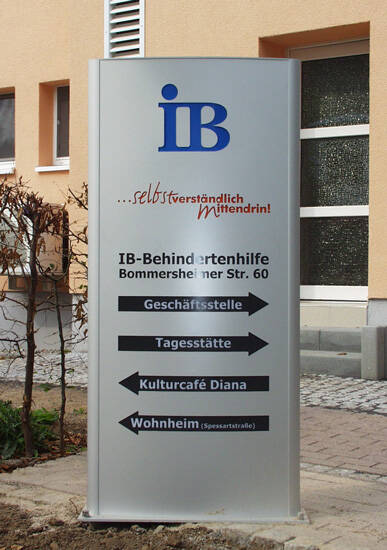 iB
...selbstverständlich
Mittendrin!
IB-Behindertenhilfe
Bommersheimer Str. 60
Geschäftsstelle
Tagesstätte
Kulturcafé Diana
Wohnheim (Spessartstraße)